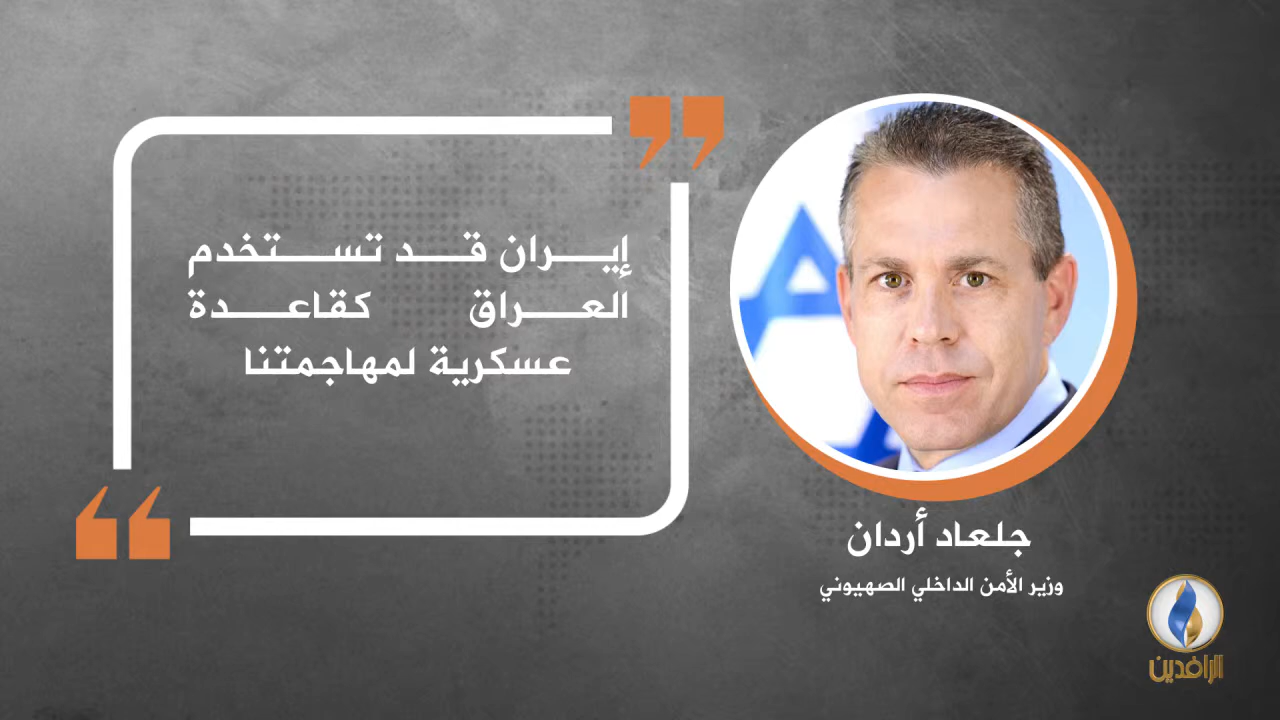 إيران قد تستخدم
العراق كقاعدة
عسكرية لمهاجمتنا
جلعاد أردان
وزير الأمن الداخلي الصهيوني
الرافدين